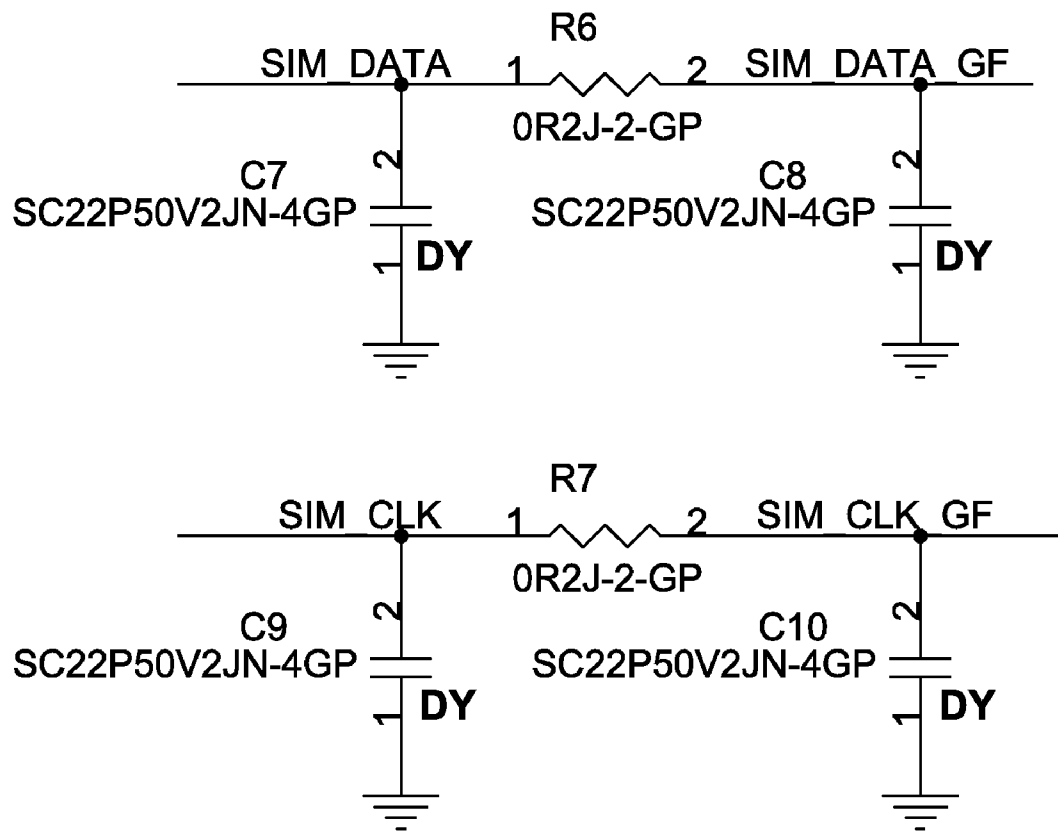 R6
SIM_DATA 1 2 SIM_DATA_GF
0R2J-2-GP
2 2
C7 C8
SC22P50V2JN-4GP SC22P50V2JN-4GP
1 DY 1 DY
R7
SIM_CLK 1 2 SIM_CLK_GF
0R2J-2-GP
2 2
C9 C10
SC22P50V2JN-4GP SC22P50V2JN-4GP
1 DY 1 DY